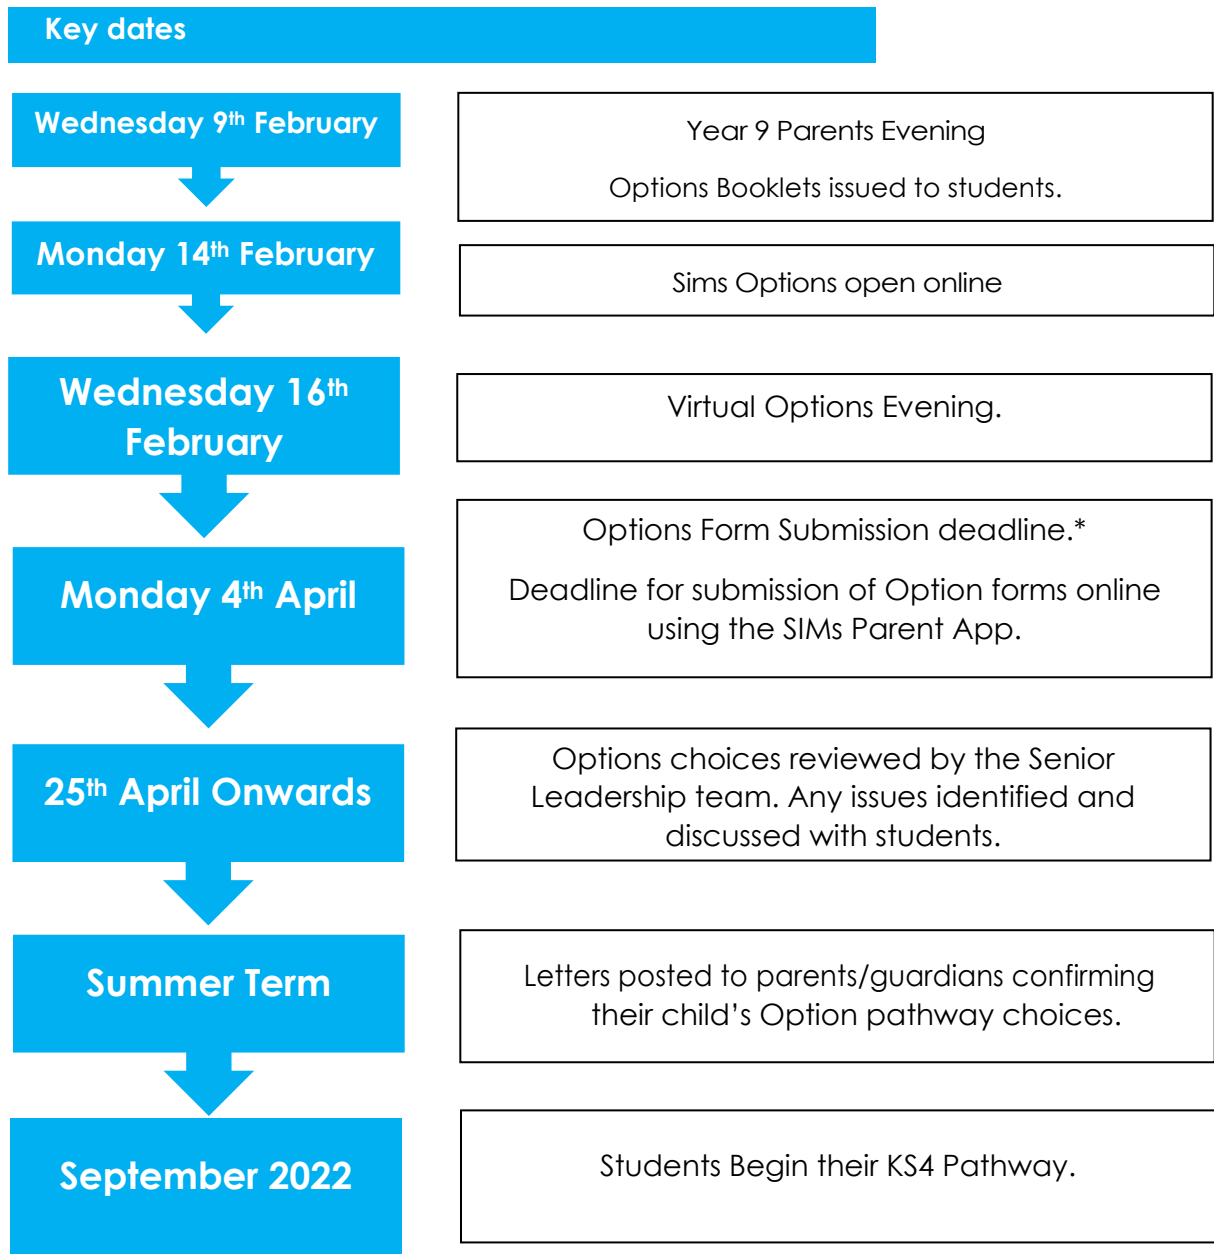 Key dates
Wednesday 9th February
Year 9 Parents Evening
Options Booklets issued to students.
Monday 14th February
Sims Options open online
Wednesday 16th
February
Virtual Options Evening.
Monday 4th April
Options Form Submission deadline.*
Deadline for submission of Option forms online
using the SIMs Parent App.
25th April Onwards
Options choices reviewed by the Senior
Leadership team. Any issues identified and
discussed with students.
Summer Term
Letters posted to parents/guardians confirming
their child’s Option pathway choices.
September 2022
Students Begin their KS4 Pathway.